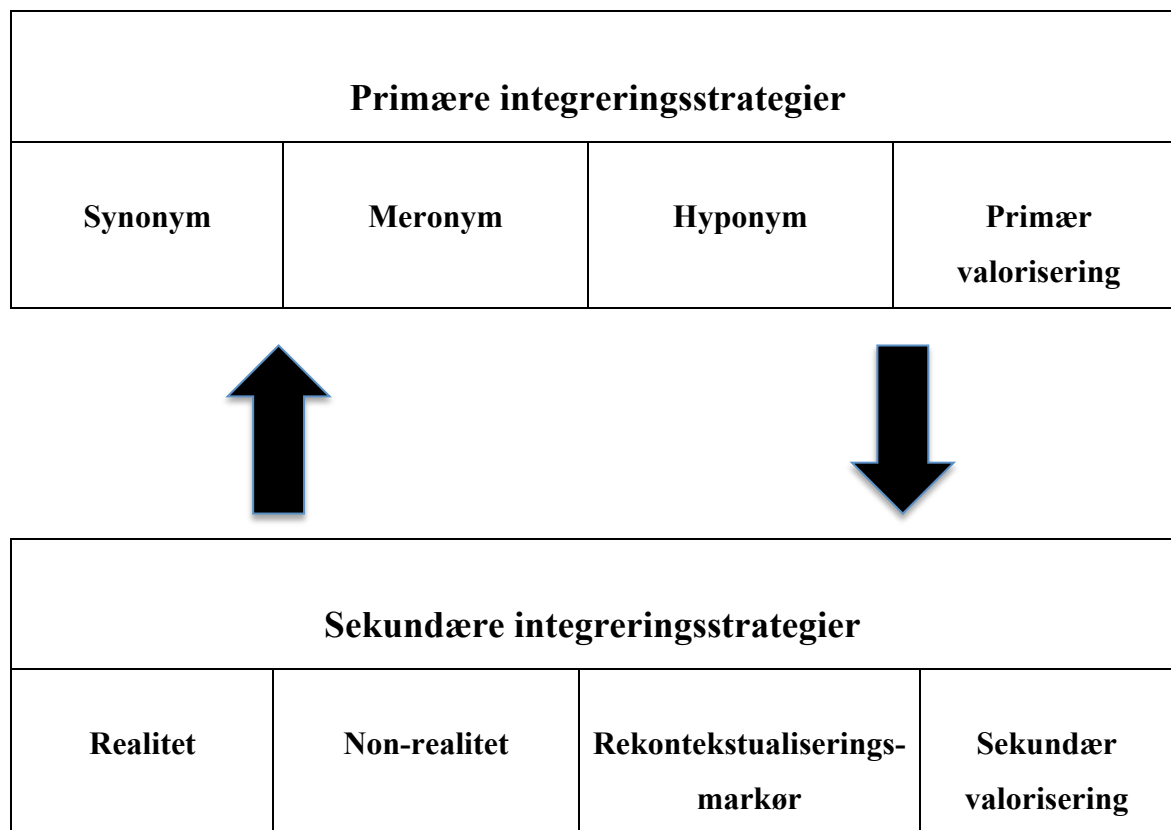 Primære integreringsstrategier
Synonym
Meronym
Hyponym
Primær
valorisering
Sekundære integreringsstrategier
Realitet
Non-realitet
Rekontekstualiserings-
markør
Sekundær
valorisering